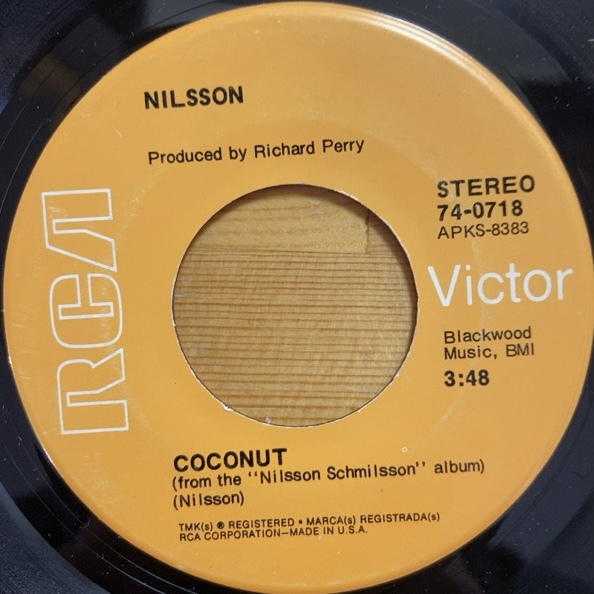 NILSSON
Produced by Richard Perry
RCA
STEREO
74-0718
APKS-8383
Victor
Blackwood
Music, BMI
3:48
COCONUT
(from the "Nilsson Schmilsson" album)
(Nilsson)
TMK(s) ® REGISTERED • MARCA(s) REGISTRADA(s)
RCA CORPORATION—MADE IN U.S.A.